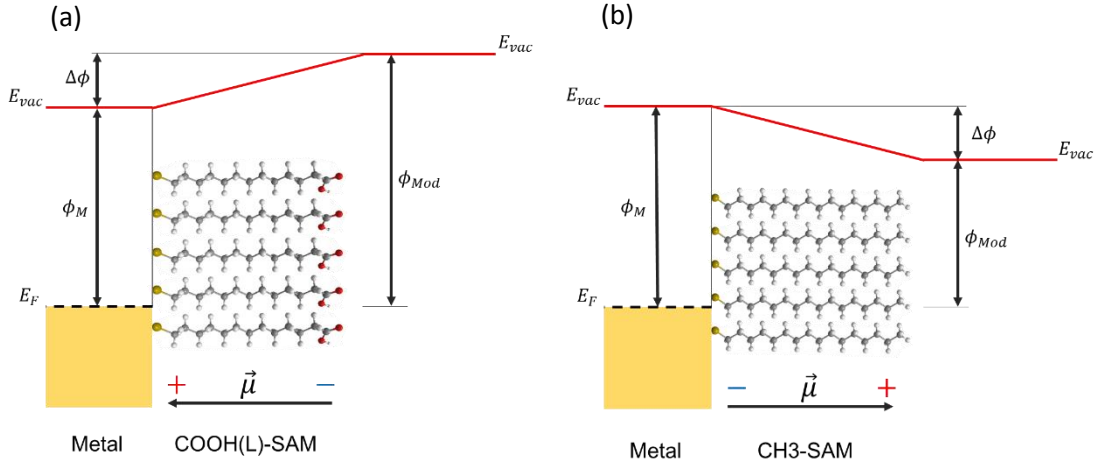 (a)
E_vac
Δϕ
E_vac
ϕ_M
ϕ_Mod
E_F
+ μ⃗ −
Metal COOH(L)-SAM
(b)
E_vac
Δϕ
E_vac
ϕ_M
ϕ_Mod
E_F
− μ⃗ +
Metal CH3-SAM